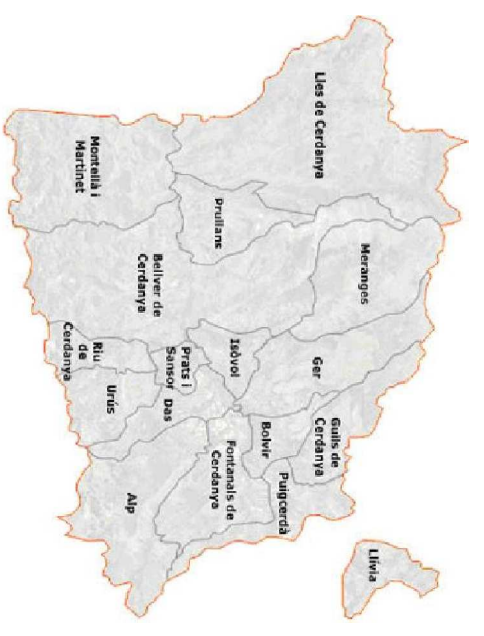 Llívia
Meranges
Guils de
Cerdanya
Lles de Cerdanya
Ger
Puigcerdà
Bolvir
Isòvol
Fontanals de
Cerdanya
Prullans
Prats i
Sansor
Das
Bellver de
Cerdanya
Alp
Urús
Riu
de
Cerdanya
Montellà i
Martinet